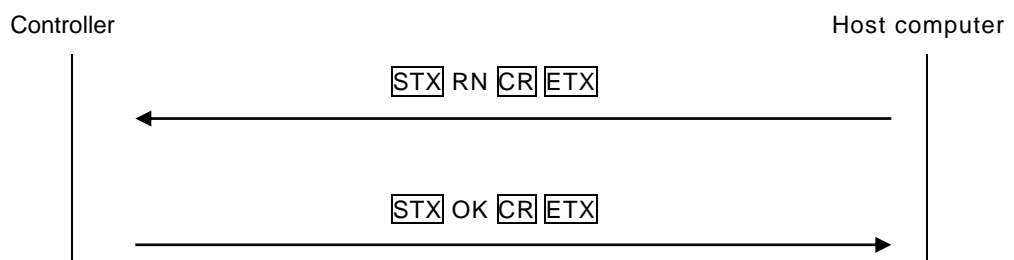 Controller Host computer
STX RN CR ETX
STX OK CR ETX